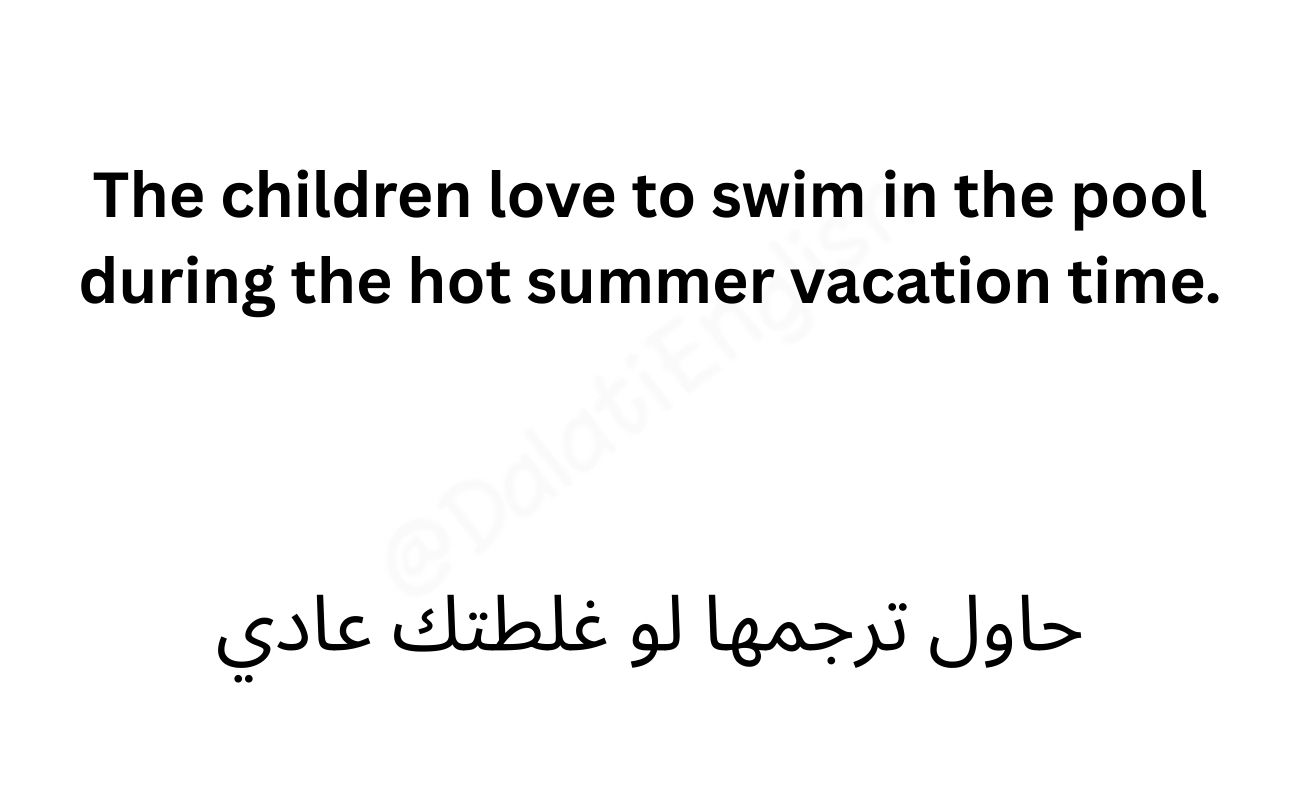 The children love to swim in the pool
during the hot summer vacation time.
@DalatiEnglish
حاول ترجمها لو غلطتك عادي